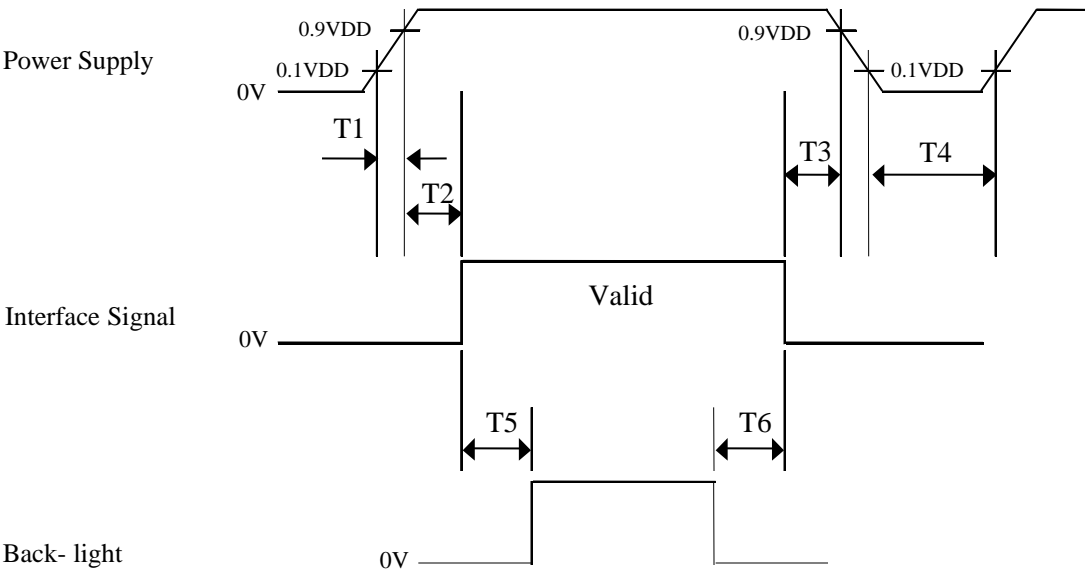 0.9VDD
0.9VDD
Power Supply
0.1VDD
0.1VDD
0V
T1
T3
T4
T2
Valid
Interface Signal
0V
T5
T6
Back- light
0V